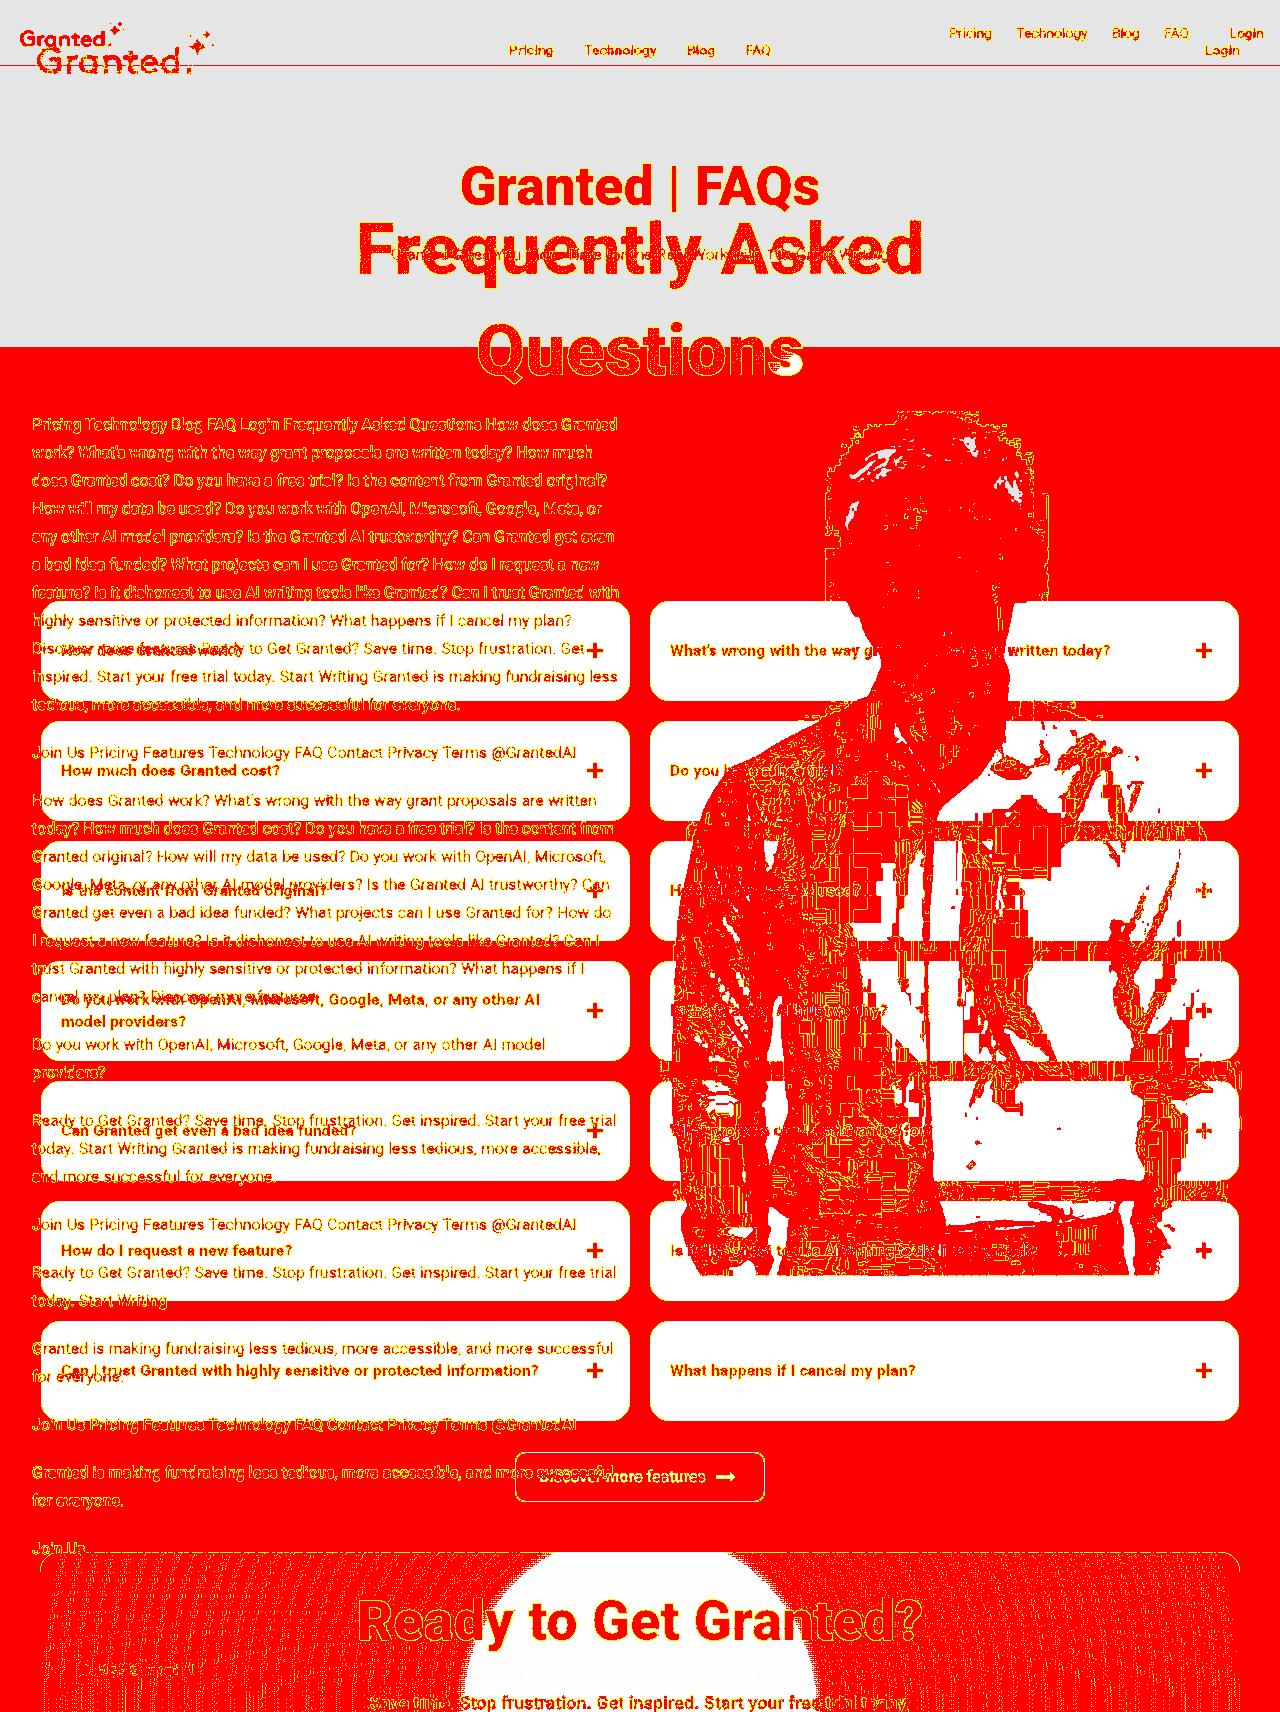 Granted.
Pricing Technology Blog FAQ Login
Granted.
Pricing Technology Blog FAQ Login
Granted | FAQs
Frequently Asked
Questions
Pricing Technology Blog FAQ Login Frequently Asked Questions How does Granted
work? What's wrong with the way grant proposals are written today? How much
does Granted cost? Do you have a free trial? Is the content from Granted original?
How will my data be used? Do you work with OpenAI, Microsoft, Google, Meta, or
any other AI model providers? Is the Granted AI trustworthy? Can Granted get even
a bad idea funded? What projects can I use Granted for? How do I request a new
feature? Is it dishonest to use AI writing tools like Granted? Can I trust Granted with
highly sensitive or protected information? What happens if I cancel my plan?
Discover more features Ready to Get Granted? Save time. Stop frustration. Get
How does Granted work?
What's wrong with the way written today?
inspired. Start your free trial today. Start Writing Granted is making fundraising less
tedious, more accessible, and more successful for everyone.
Join Us Pricing Features Technology FAQ Contact Privacy Terms @GrantedAI
How much does Granted cost?
Do you
How does Granted work? What's wrong with the way grant proposals are written
today? How much does Granted cost? Do you have a free trial? Is the content from
Granted original? How will my data be used? Do you work with OpenAI, Microsoft,
Google, Meta, or any other AI model providers? Is the Granted AI trustworthy? Can
Is the content from Granted original?
used?
Granted get even a bad idea funded? What projects can I use Granted for? How do
I request a new feature? Is it dishonest to use AI writing tools like Granted? Can I
trust Granted with highly sensitive or protected information? What happens if I
cancel my plan? Discover more features
Do you work with OpenAI, Microsoft, Google, Meta, or any other AI
model providers?
Do you work with OpenAI, Microsoft, Google, Meta, or any other AI model
providers?
Ready to Get Granted? Save time. Stop frustration. Get inspired. Start your free trial
Can Granted get even a bad idea funded?
today. Start Writing Granted is making fundraising less tedious, more accessible,
and more successful for everyone.
Join Us Pricing Features Technology FAQ Contact Privacy Terms @GrantedAI
How do I request a new feature?
Is
Ready to Get Granted? Save time. Stop frustration. Get inspired. Start your free trial
today. Start Writing
Granted is making fundraising less tedious, more accessible, and more successful
for everyone.
Can I trust Granted with highly sensitive or protected information?
What happens if I cancel my plan?
Join Us Pricing Features Technology FAQ Contact Privacy Terms @GrantedAI
Granted is making fundraising less tedious, more accessible, and more successful
Discover more features
for everyone.
Join Us
Ready to Get Granted?
Save time. Stop frustration. Get inspired. Start your free trial today.